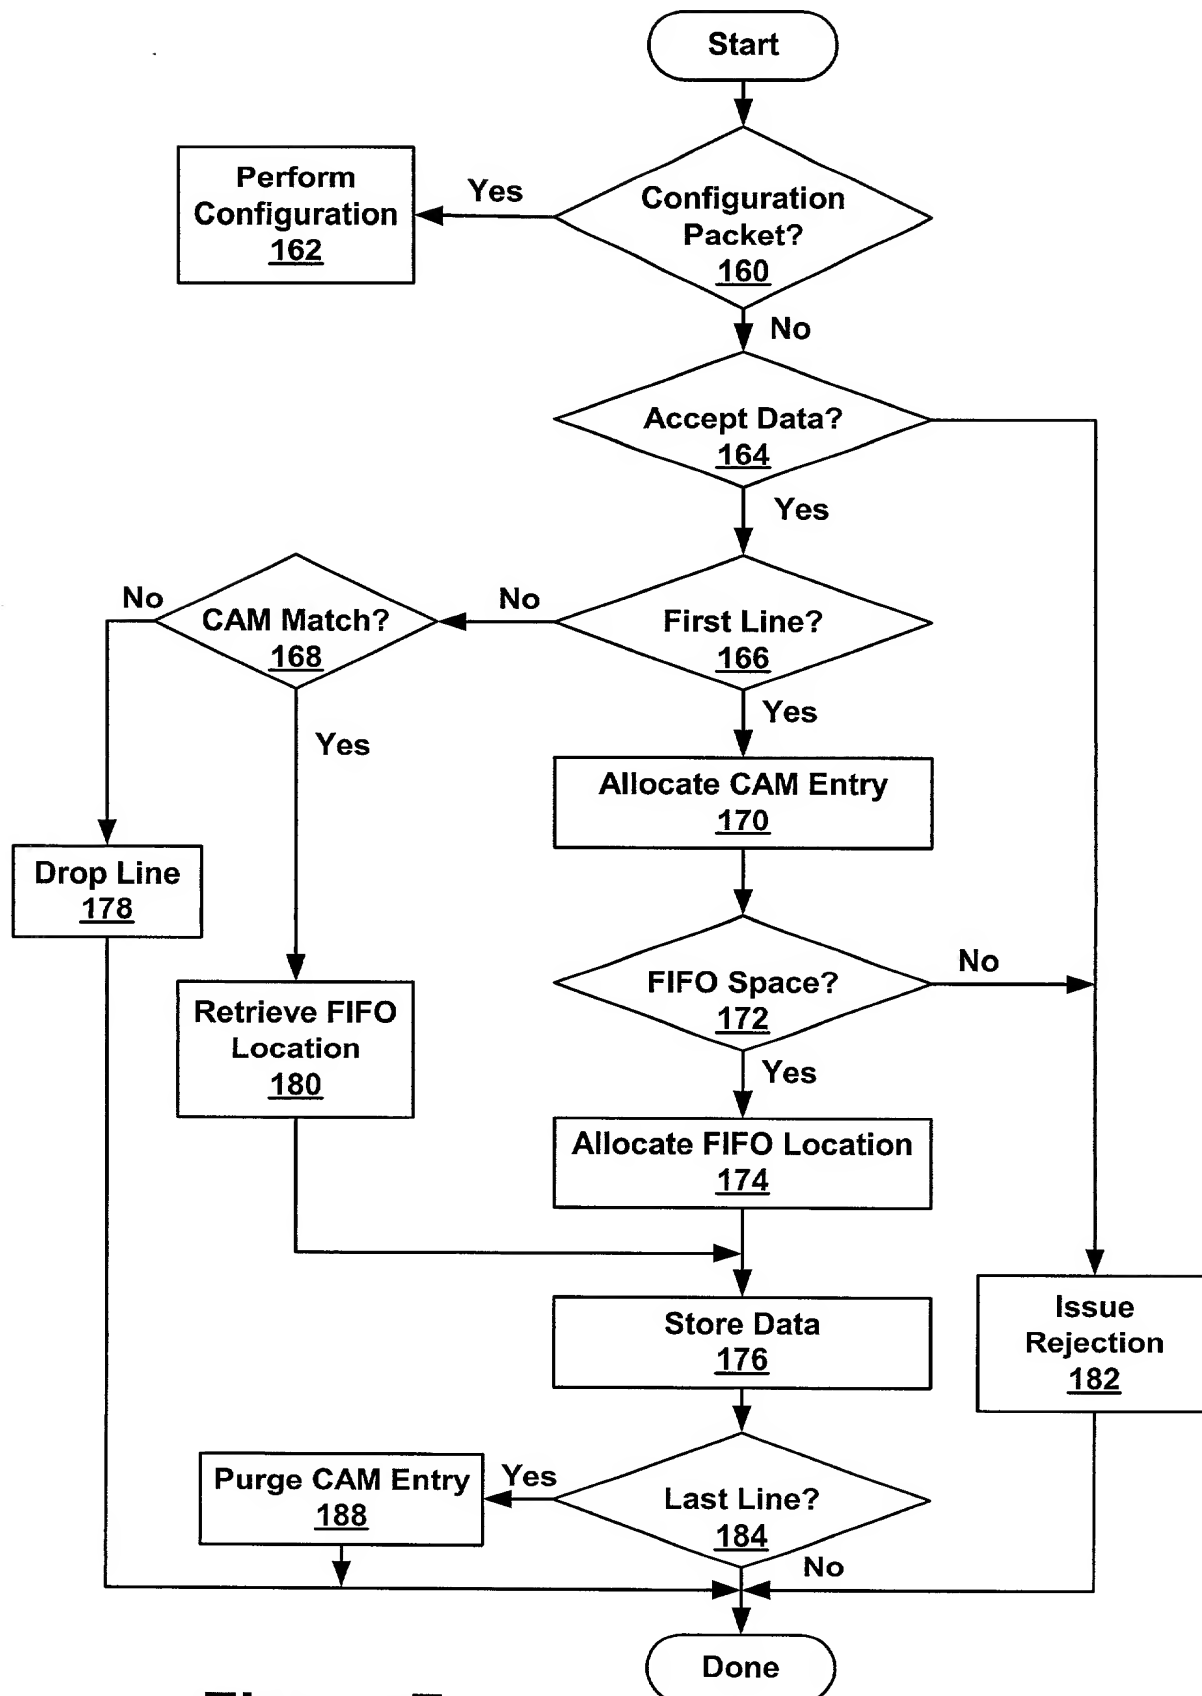 Start
Configuration
Packet?
160
Yes
Perform
Configuration
162
No
Accept Data?
164
Yes
First Line?
166
No
CAM Match?
168
No
Yes
Yes
Allocate CAM Entry
170
Drop Line
178
FIFO Space?
172
No
Retrieve FIFO
Location
180
Yes
Allocate FIFO Location
174
Store Data
176
Issue
Rejection
182
Last Line?
184
Yes
Purge CAM Entry
188
No
Done